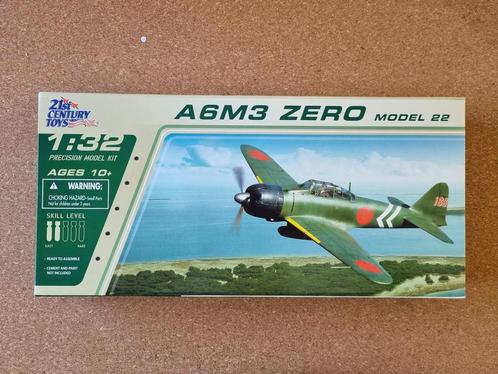 21st
CENTURY
TOYS
A6M3 ZERO MODEL 22
1:32
PRECISION MODEL KIT
AGES 10+
WARNING:
CHOKING HAZARD-Small Parts
Not for children under 3 years.
SKILL LEVEL
EASY HARD
• READY TO ASSEMBLE
• CEMENT AND PAINT
NOT INCLUDED